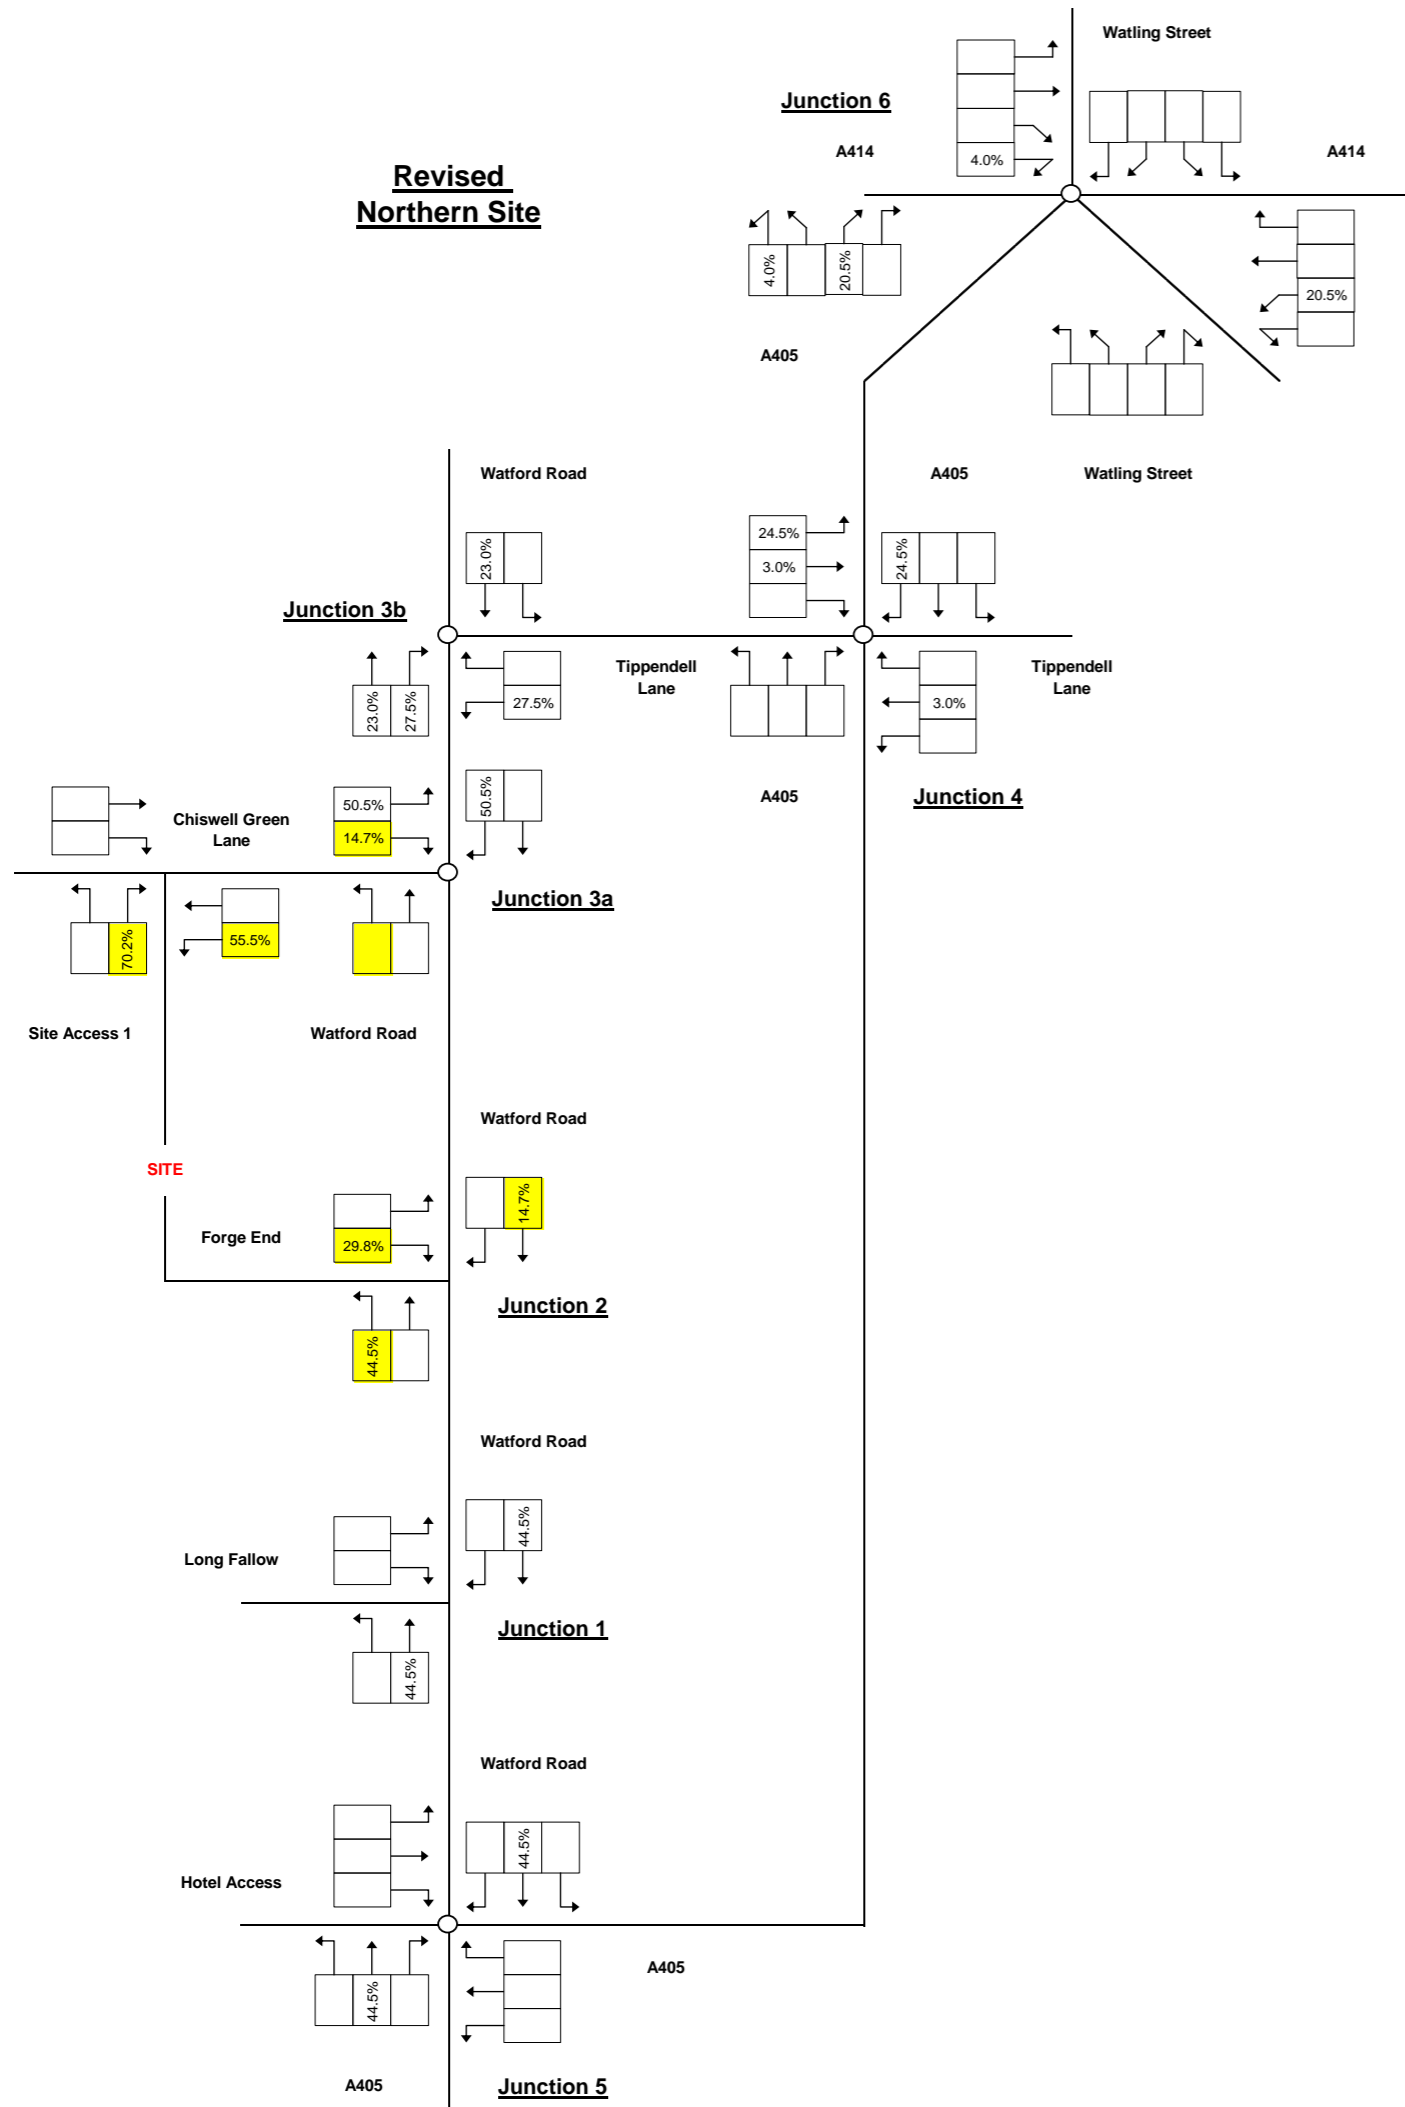 Watling Street
Junction 6
A414
A414
4.0%
Revised
Northern Site
4.0%
20.5%
20.5%
A405
Watford Road
A405
Watling Street
23.0%
24.5%
3.0%
24.5%
Junction 3b
Tippendell
Lane
Tippendell
Lane
23.0%
27.5%
27.5%
3.0%
A405
Junction 4
Chiswell Green
Lane
50.5%
14.7%
50.5%
Junction 3a
70.2%
55.5%
Site Access 1
Watford Road
Watford Road
SITE
14.7%
Forge End
29.8%
Junction 2
44.5%
Watford Road
44.5%
Long Fallow
Junction 1
44.5%
Watford Road
44.5%
Hotel Access
A405
44.5%
A405
Junction 5